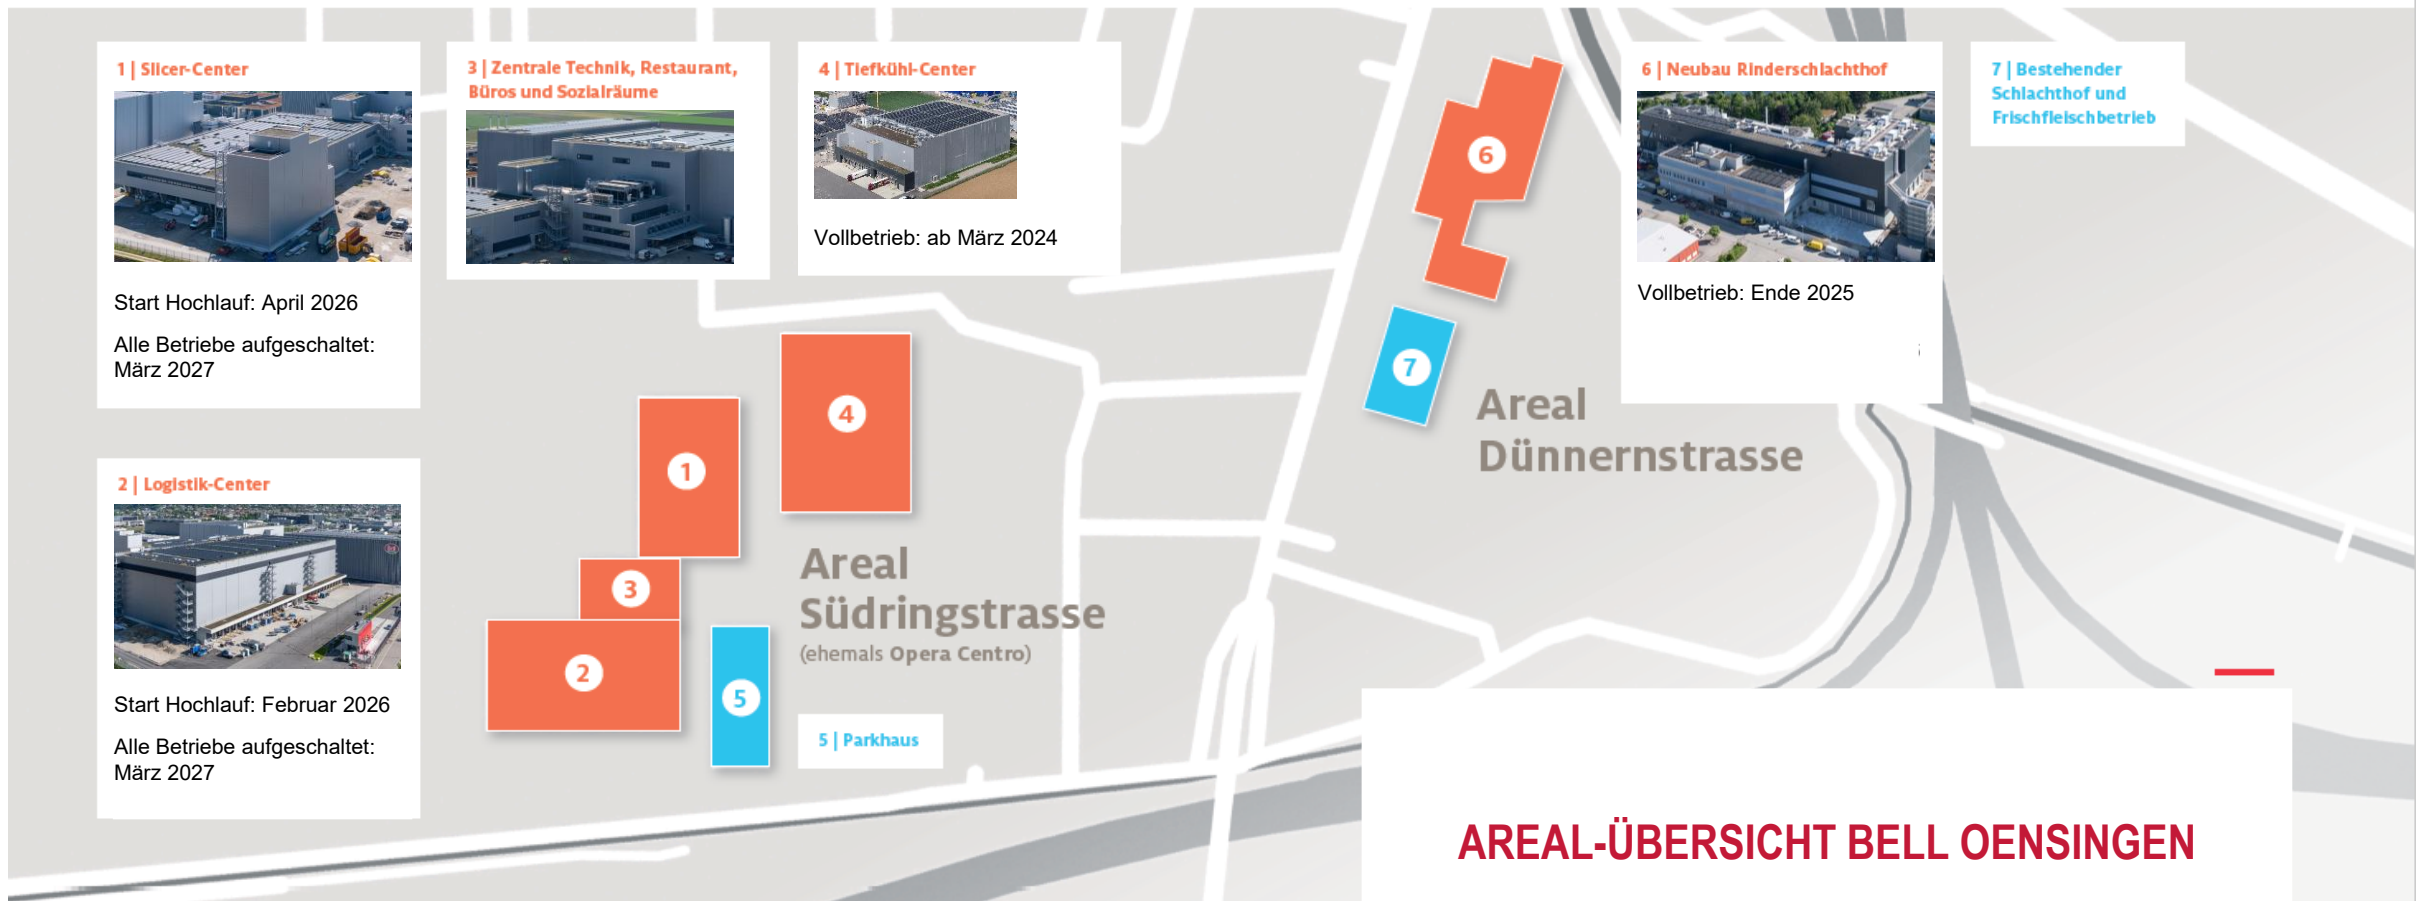 1 | Slicer-Center
Start Hochlauf: April 2026
Alle Betriebe aufgeschaltet:
März 2027
2 | Logistik-Center
Start Hochlauf: Februar 2026
Alle Betriebe aufgeschaltet:
März 2027
3 | Zentrale Technik, Restaurant,
Büros und Sozialräume
4 | Tiefkühl-Center
Vollbetrieb: ab März 2024
6 | Neubau Rinderschlachthof
Vollbetrieb: Ende 2025
7 | Bestehender
Schlachthof und
Frischfleischbetrieb
6
7
Areal
Dünnernstrasse
4
1
3
2
5
Areal
Südringstrasse
(ehemals Opera Centro)
5 | Parkhaus
AREAL-ÜBERSICHT BELL OENSINGEN